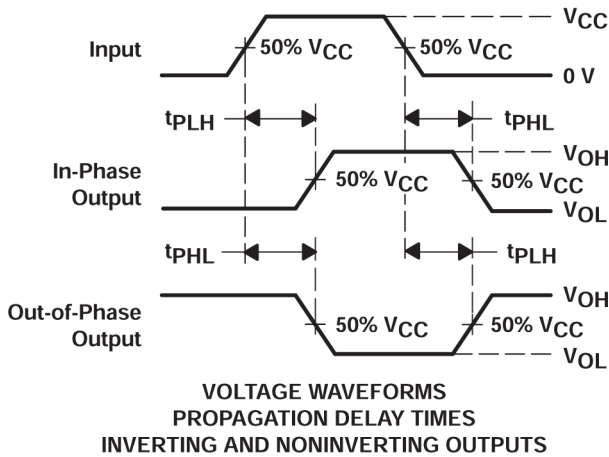 VCC
Input
50% VCC
50% VCC
0 V
tPLH
tPHL
VOH
In-Phase
Output
50% VCC
50% VCC
VOL
tPHL
tPLH
VOH
Out-of-Phase
Output
50% VCC
50% VCC
VOL
VOLTAGE WAVEFORMS
PROPAGATION DELAY TIMES
INVERTING AND NONINVERTING OUTPUTS